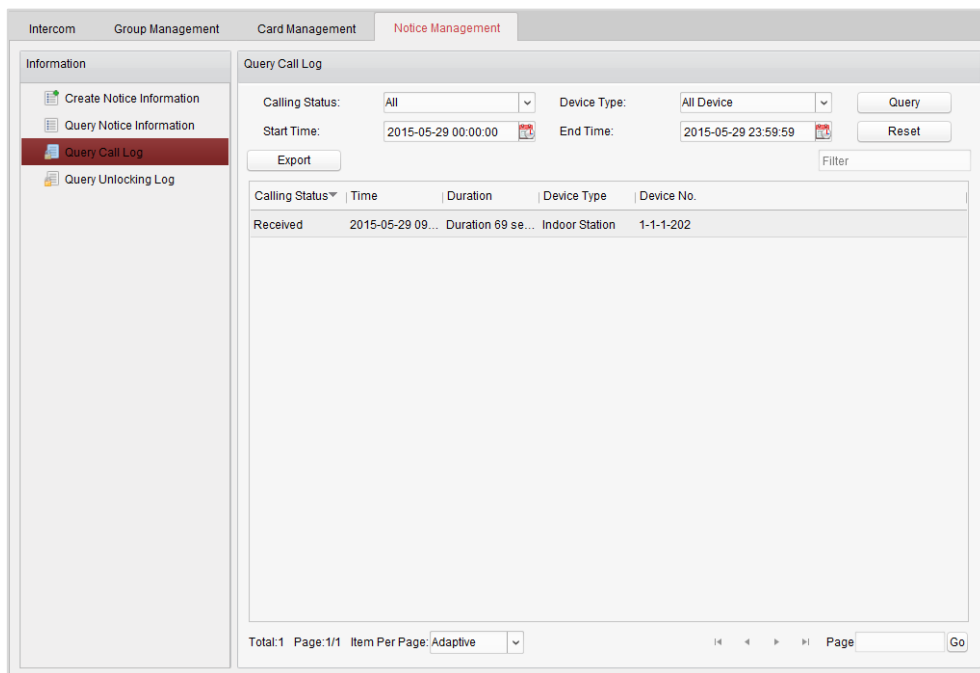 Intercom Group Management Card Management Notice Management
Information
Create Notice Information
Query Notice Information
Query Call Log
Query Unlocking Log
Query Call Log
Calling Status: All Device Type: All Device Query
Start Time: 2015-05-29 00:00:00 End Time: 2015-05-29 23:59:59 Reset
Export Filter
Calling Status Time Duration Device Type Device No.
Received 2015-05-29 09... Duration 69 se... Indoor Station 1-1-1-202
Total:1 Page:1/1 Item Per Page: Adaptive Page Go